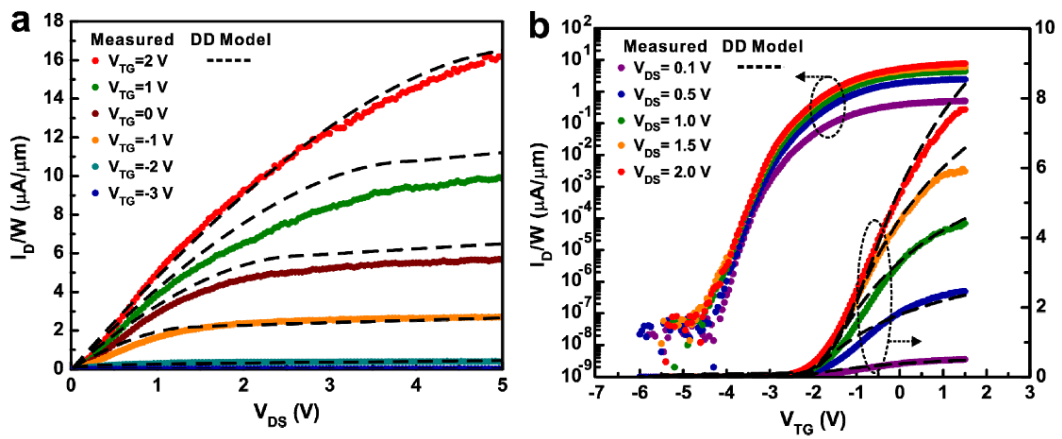 a
18
16
14
12
10
8
6
4
2
0
I_D/W (μA/μm)
Measured DD Model
V_TG=2 V
V_TG=1 V
V_TG=0 V
V_TG=-1 V
V_TG=-2 V
V_TG=-3 V
0 1 2 3 4 5
V_DS (V)
b
10^2
10^1
10^0
10^-1
10^-2
10^-3
10^-4
10^-5
10^-6
10^-7
10^-8
10^-9
I_D/W (μA/μm)
Measured DD Model
V_DS= 0.1 V
V_DS= 0.5 V
V_DS= 1.0 V
V_DS= 1.5 V
V_DS= 2.0 V
10
8
6
4
2
0
-7 -6 -5 -4 -3 -2 -1 0 1 2
V_TG (V)